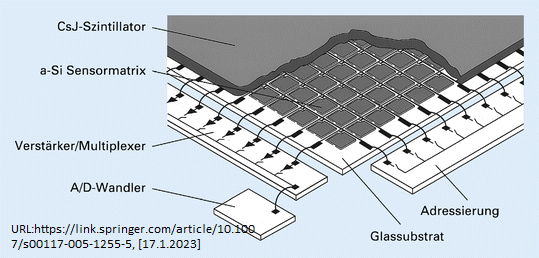 CsJ-Szintillator
a-Si Sensormatrix
Verstärker/Multiplexer
A/D-Wandler
Adressierung
Glassubstrat
URL:https://link.springer.com/article/10.100
7/s00117-005-1255-5, [17.1.2023]